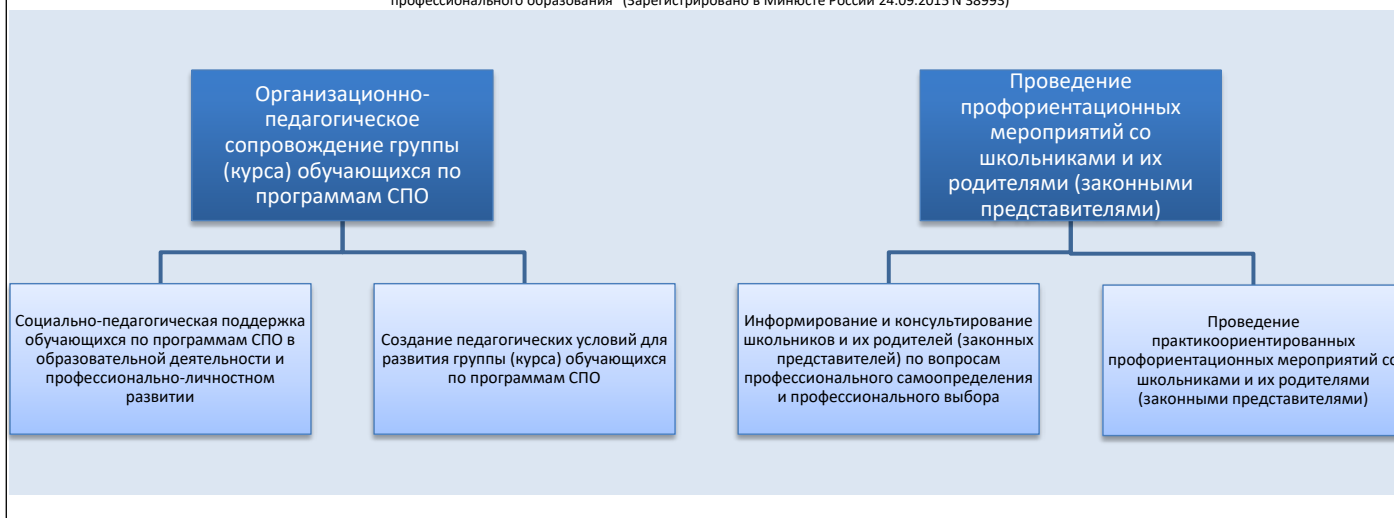 профессионального образования" (Зарегистрировано в Минюсте России 24.09.2015 N 38993)
Организационно-
педагогическое
сопровождение группы
(курса) обучающихся по
программам СПО
Проведение
профориентационных
мероприятий со
школьниками и их
родителями (законными
представителями)
Социально-педагогическая поддержка
обучающихся по программам СПО в
образовательной деятельности и
профессионально-личностном
развитии
Создание педагогических условий для
развития группы (курса) обучающихся
по программам СПО
Информирование и консультирование
школьников и их родителей (законных
представителей) по вопросам
профессионального самоопределения
и профессионального выбора
Проведение
практикоориентированных
профориентационных мероприятий со
школьниками и их родителями
(законными представителями)